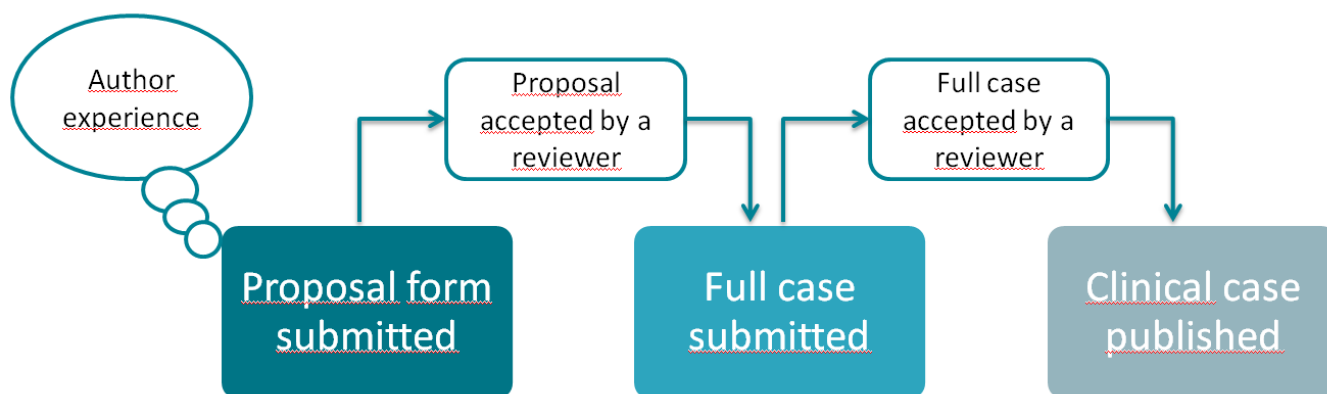 Author
experience
Proposal
accepted by a
reviewer
Full case
accepted by a
reviewer
Proposal form
submitted
Full case
submitted
Clinical case
published